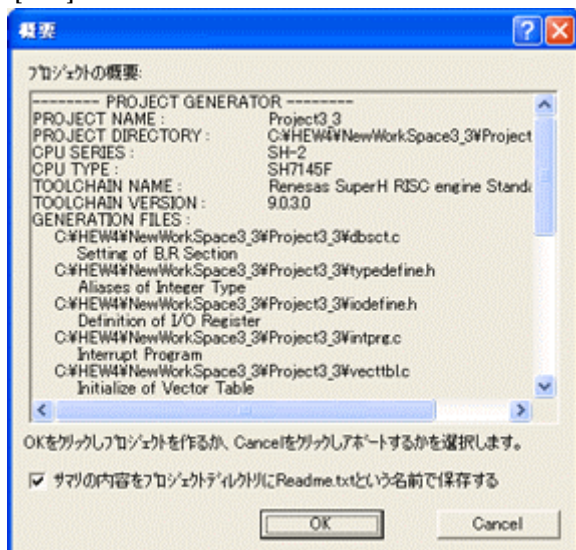 概要
プロジェクトの概要:
-------- PROJECT GENERATOR --------
PROJECT NAME : Project3_3
PROJECT DIRECTORY : C:¥HEW4¥NewWorkSpace3_3¥Project
CPU SERIES : SH-2
CPU TYPE : SH7145F
TOOLCHAIN NAME : Renesas SuperH RISC engine Standa
TOOLCHAIN VERSION : 9.0.3.0
GENERATION FILES :
C:¥HEW4¥NewWorkSpace3_3¥Project3_3¥dbsct.c
Setting of B,R Section
C:¥HEW4¥NewWorkSpace3_3¥Project3_3¥typedefine.h
Aliases of Integer Type
C:¥HEW4¥NewWorkSpace3_3¥Project3_3¥iodefine.h
Definition of I/O Register
C:¥HEW4¥NewWorkSpace3_3¥Project3_3¥intprg.c
Interrupt Program
C:¥HEW4¥NewWorkSpace3_3¥Project3_3¥vecttbl.c
Initialize of Vector Table
OKをクリックしプロジェクトを作るか、Cancelをクリックしアボートするかを選択します。
サマリの内容をプロジェクトディレクトリにReadme.txtという名前で保存する
OK Cancel